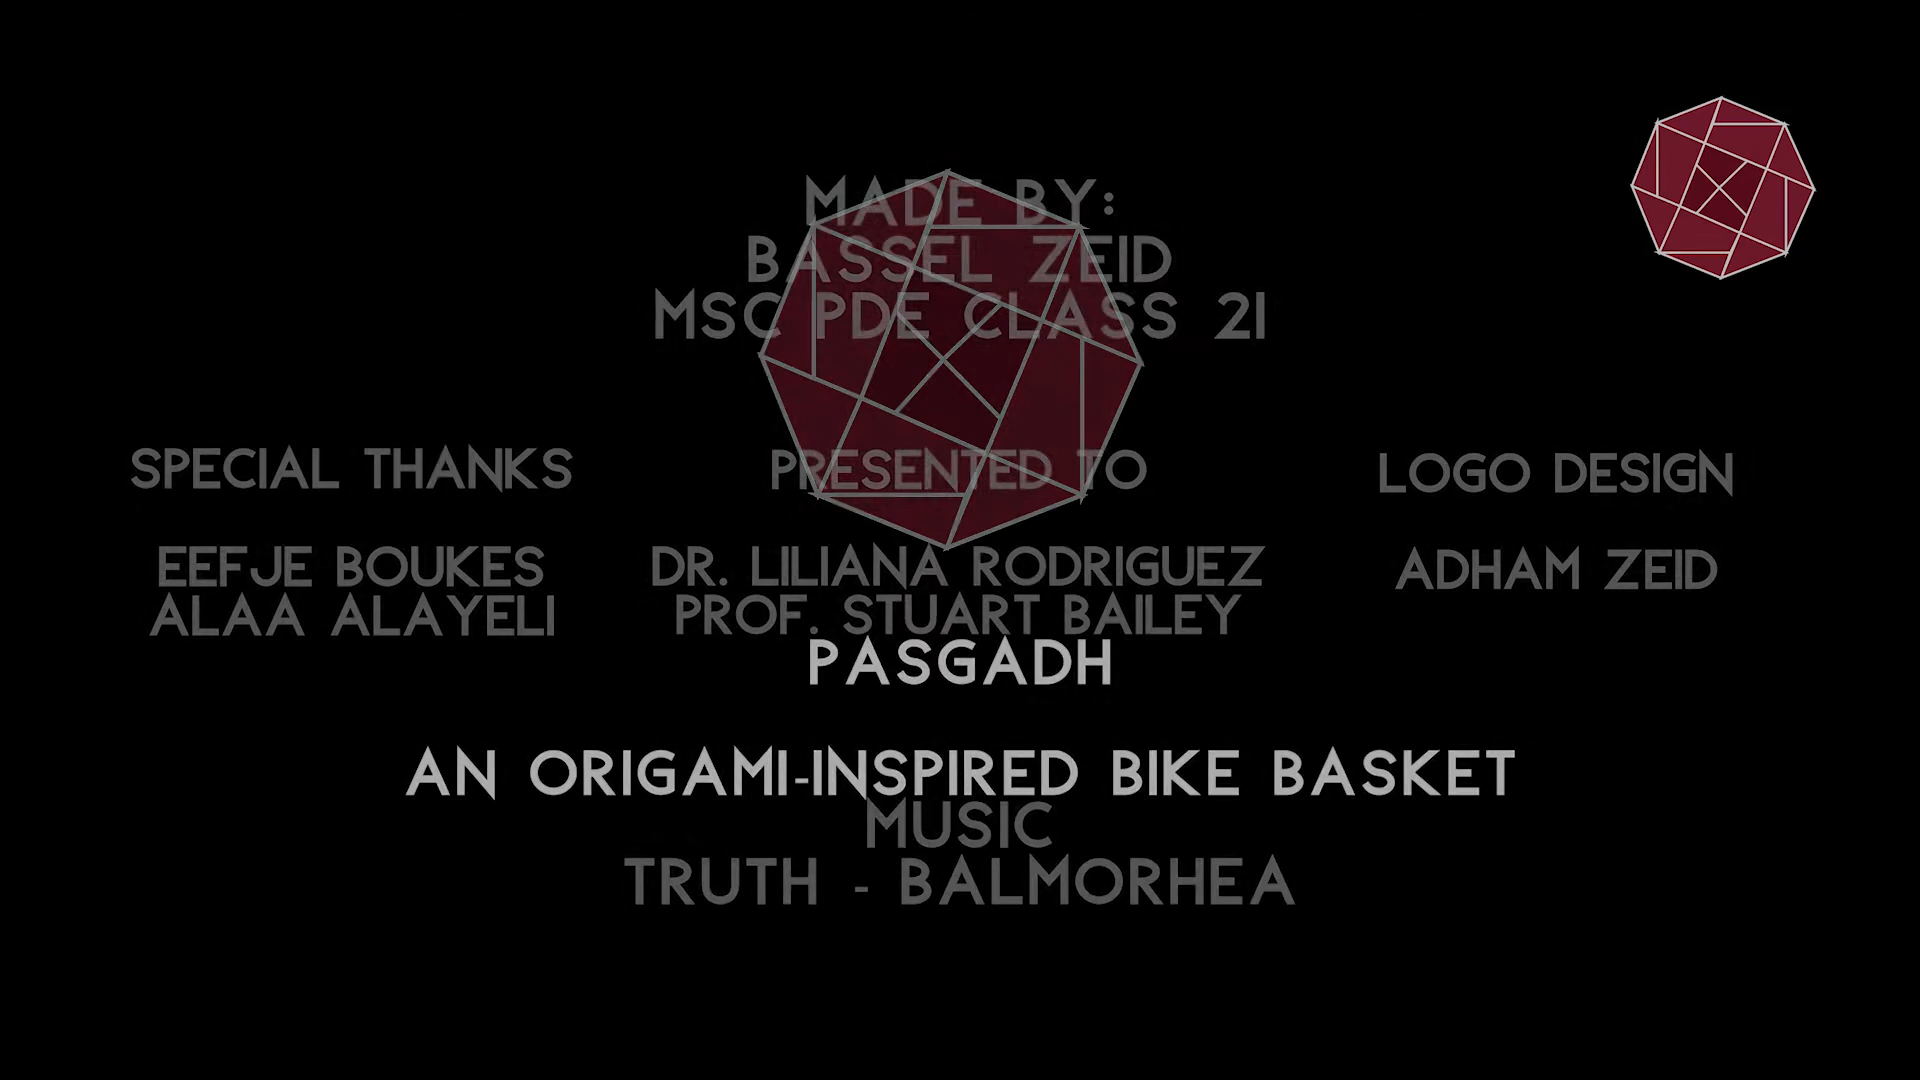 MADE BY:
BASSEL ZEID
MSC PDE CLASS 21
SPECIAL THANKS
EEFJE BOUKES
ALAA ALAYELI
PRESENTED TO
DR. LILIANA RODRIGUEZ
PROF. STUART BAILEY
LOGO DESIGN
ADHAM ZEID
PASGADH
AN ORIGAMI-INSPIRED BIKE BASKET
MUSIC
TRUTH - BALMORHEA